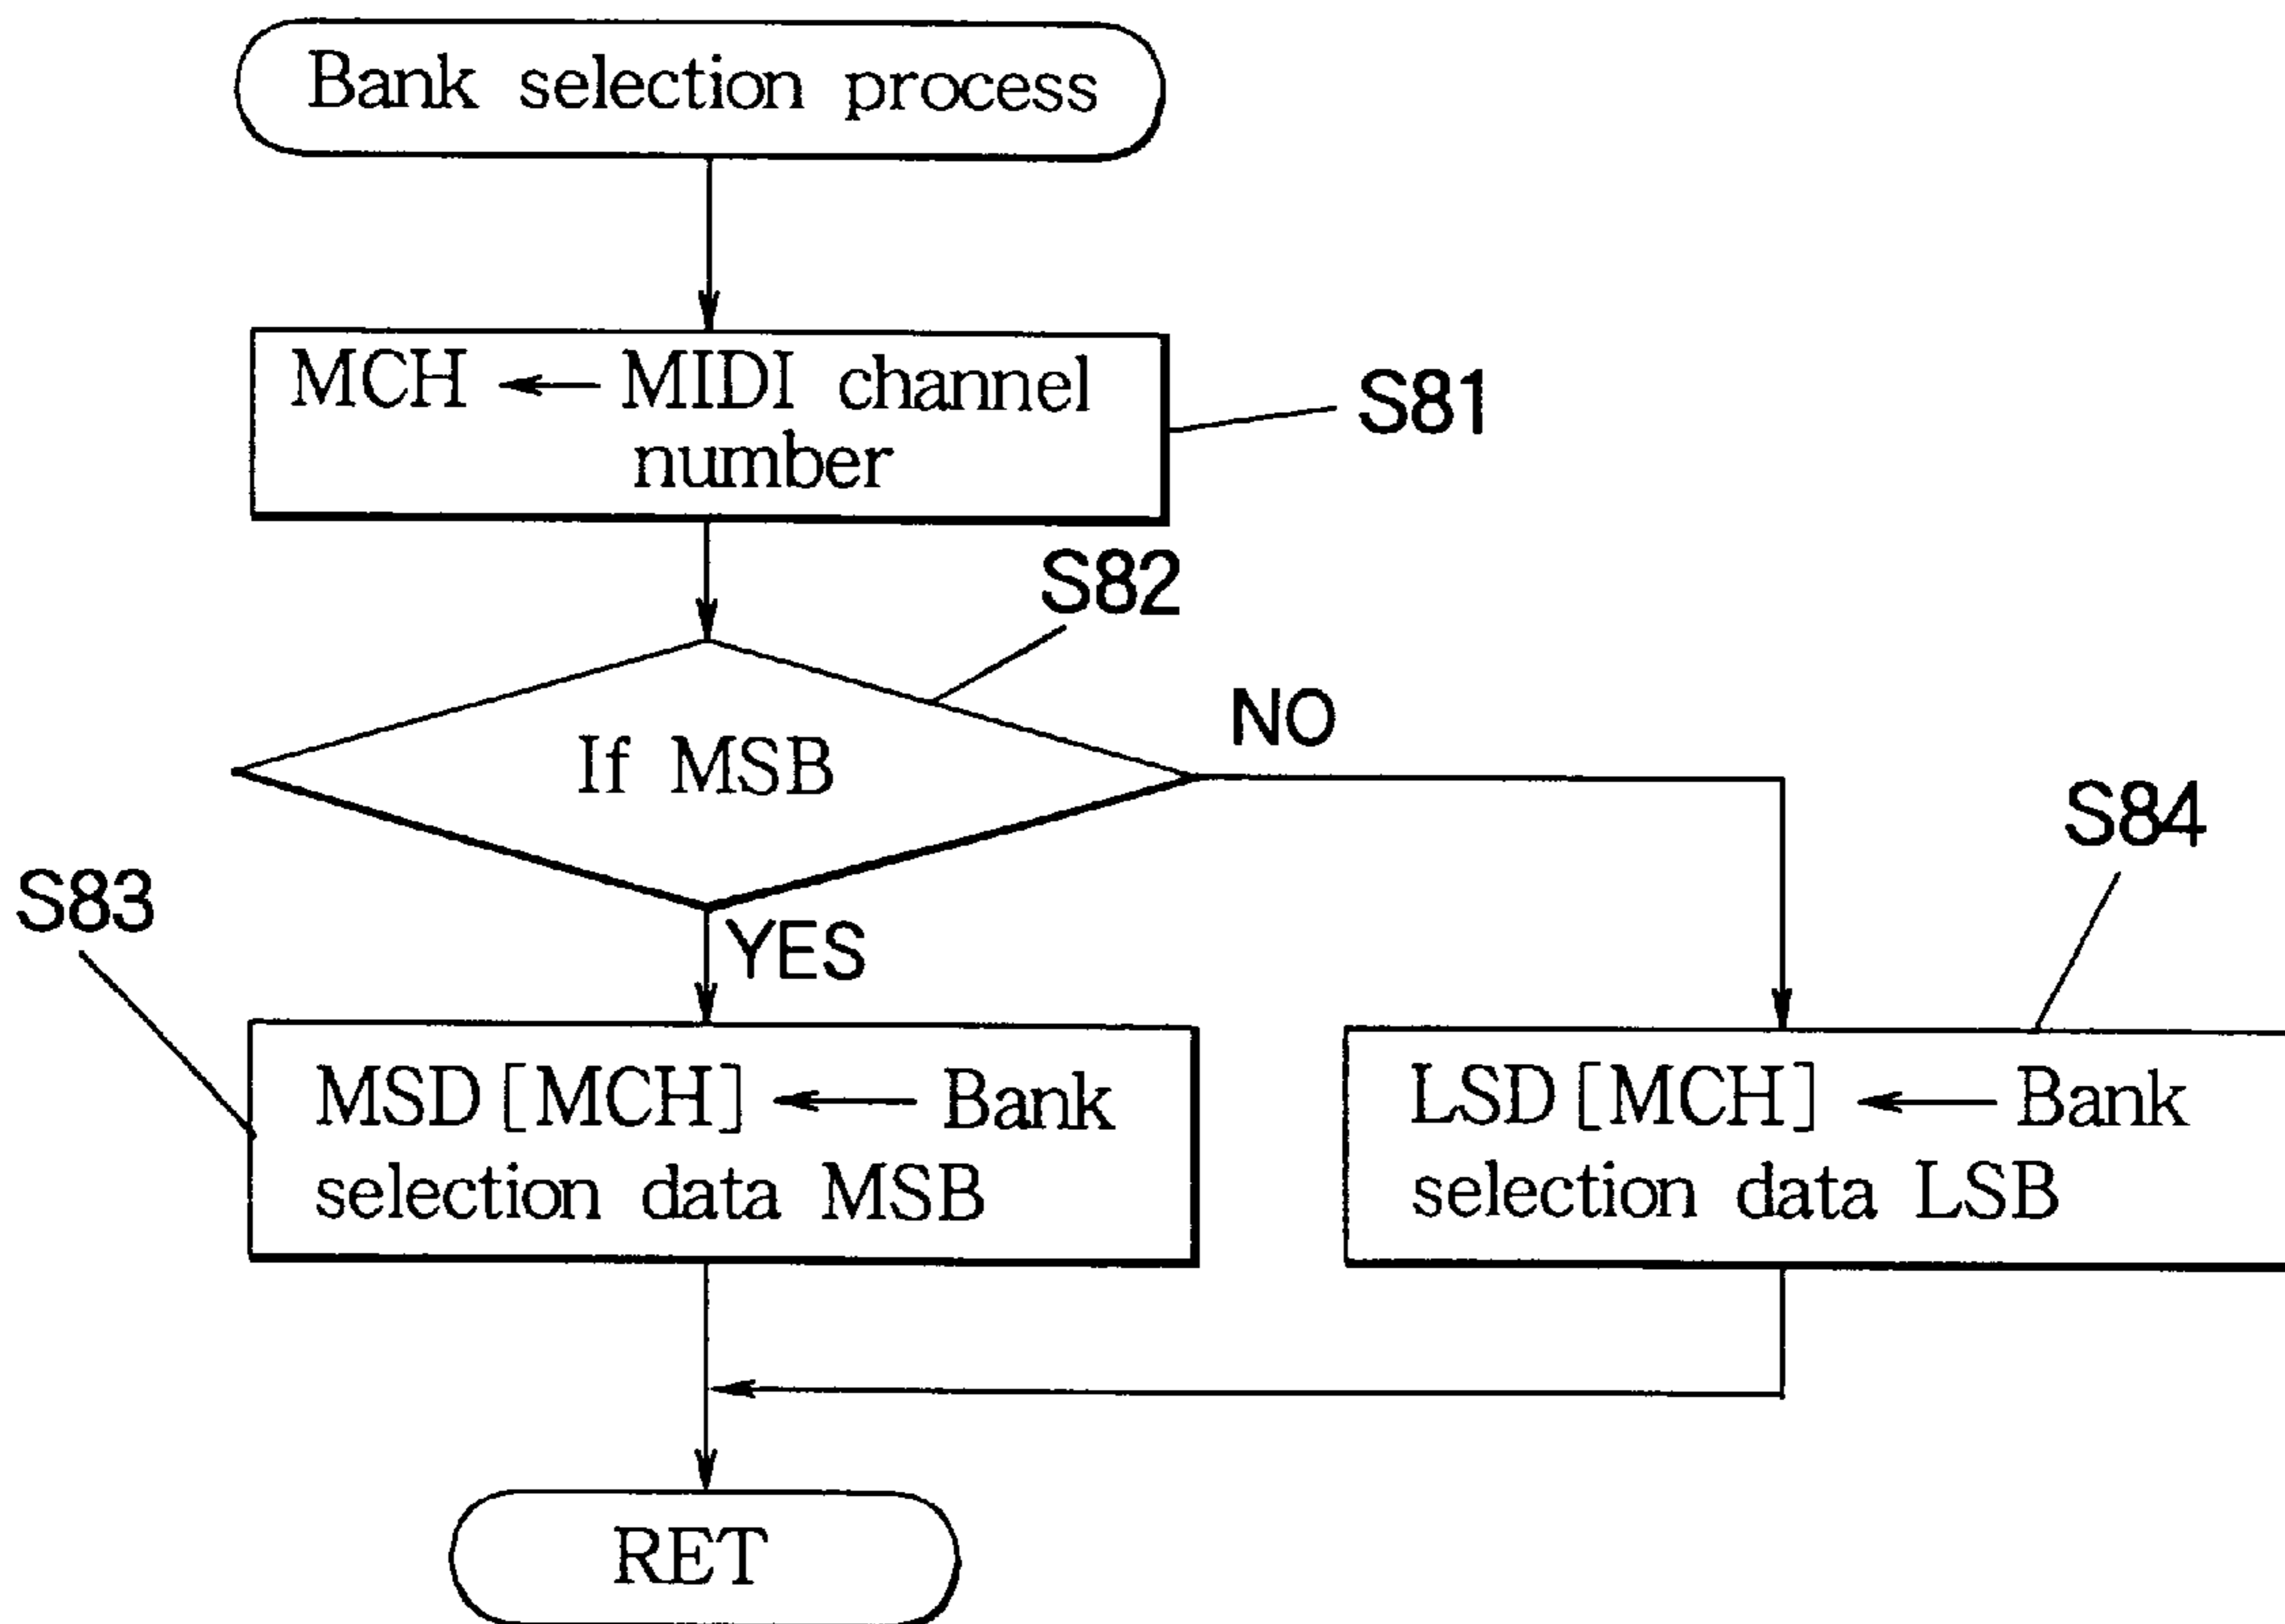 Bank selection process
MCH ← MIDI channel
number
S81
S82
If MSB
NO
YES
S83
S84
MSD[MCH] ← Bank
selection data MSB
LSD[MCH] ← Bank
selection data LSB
RET